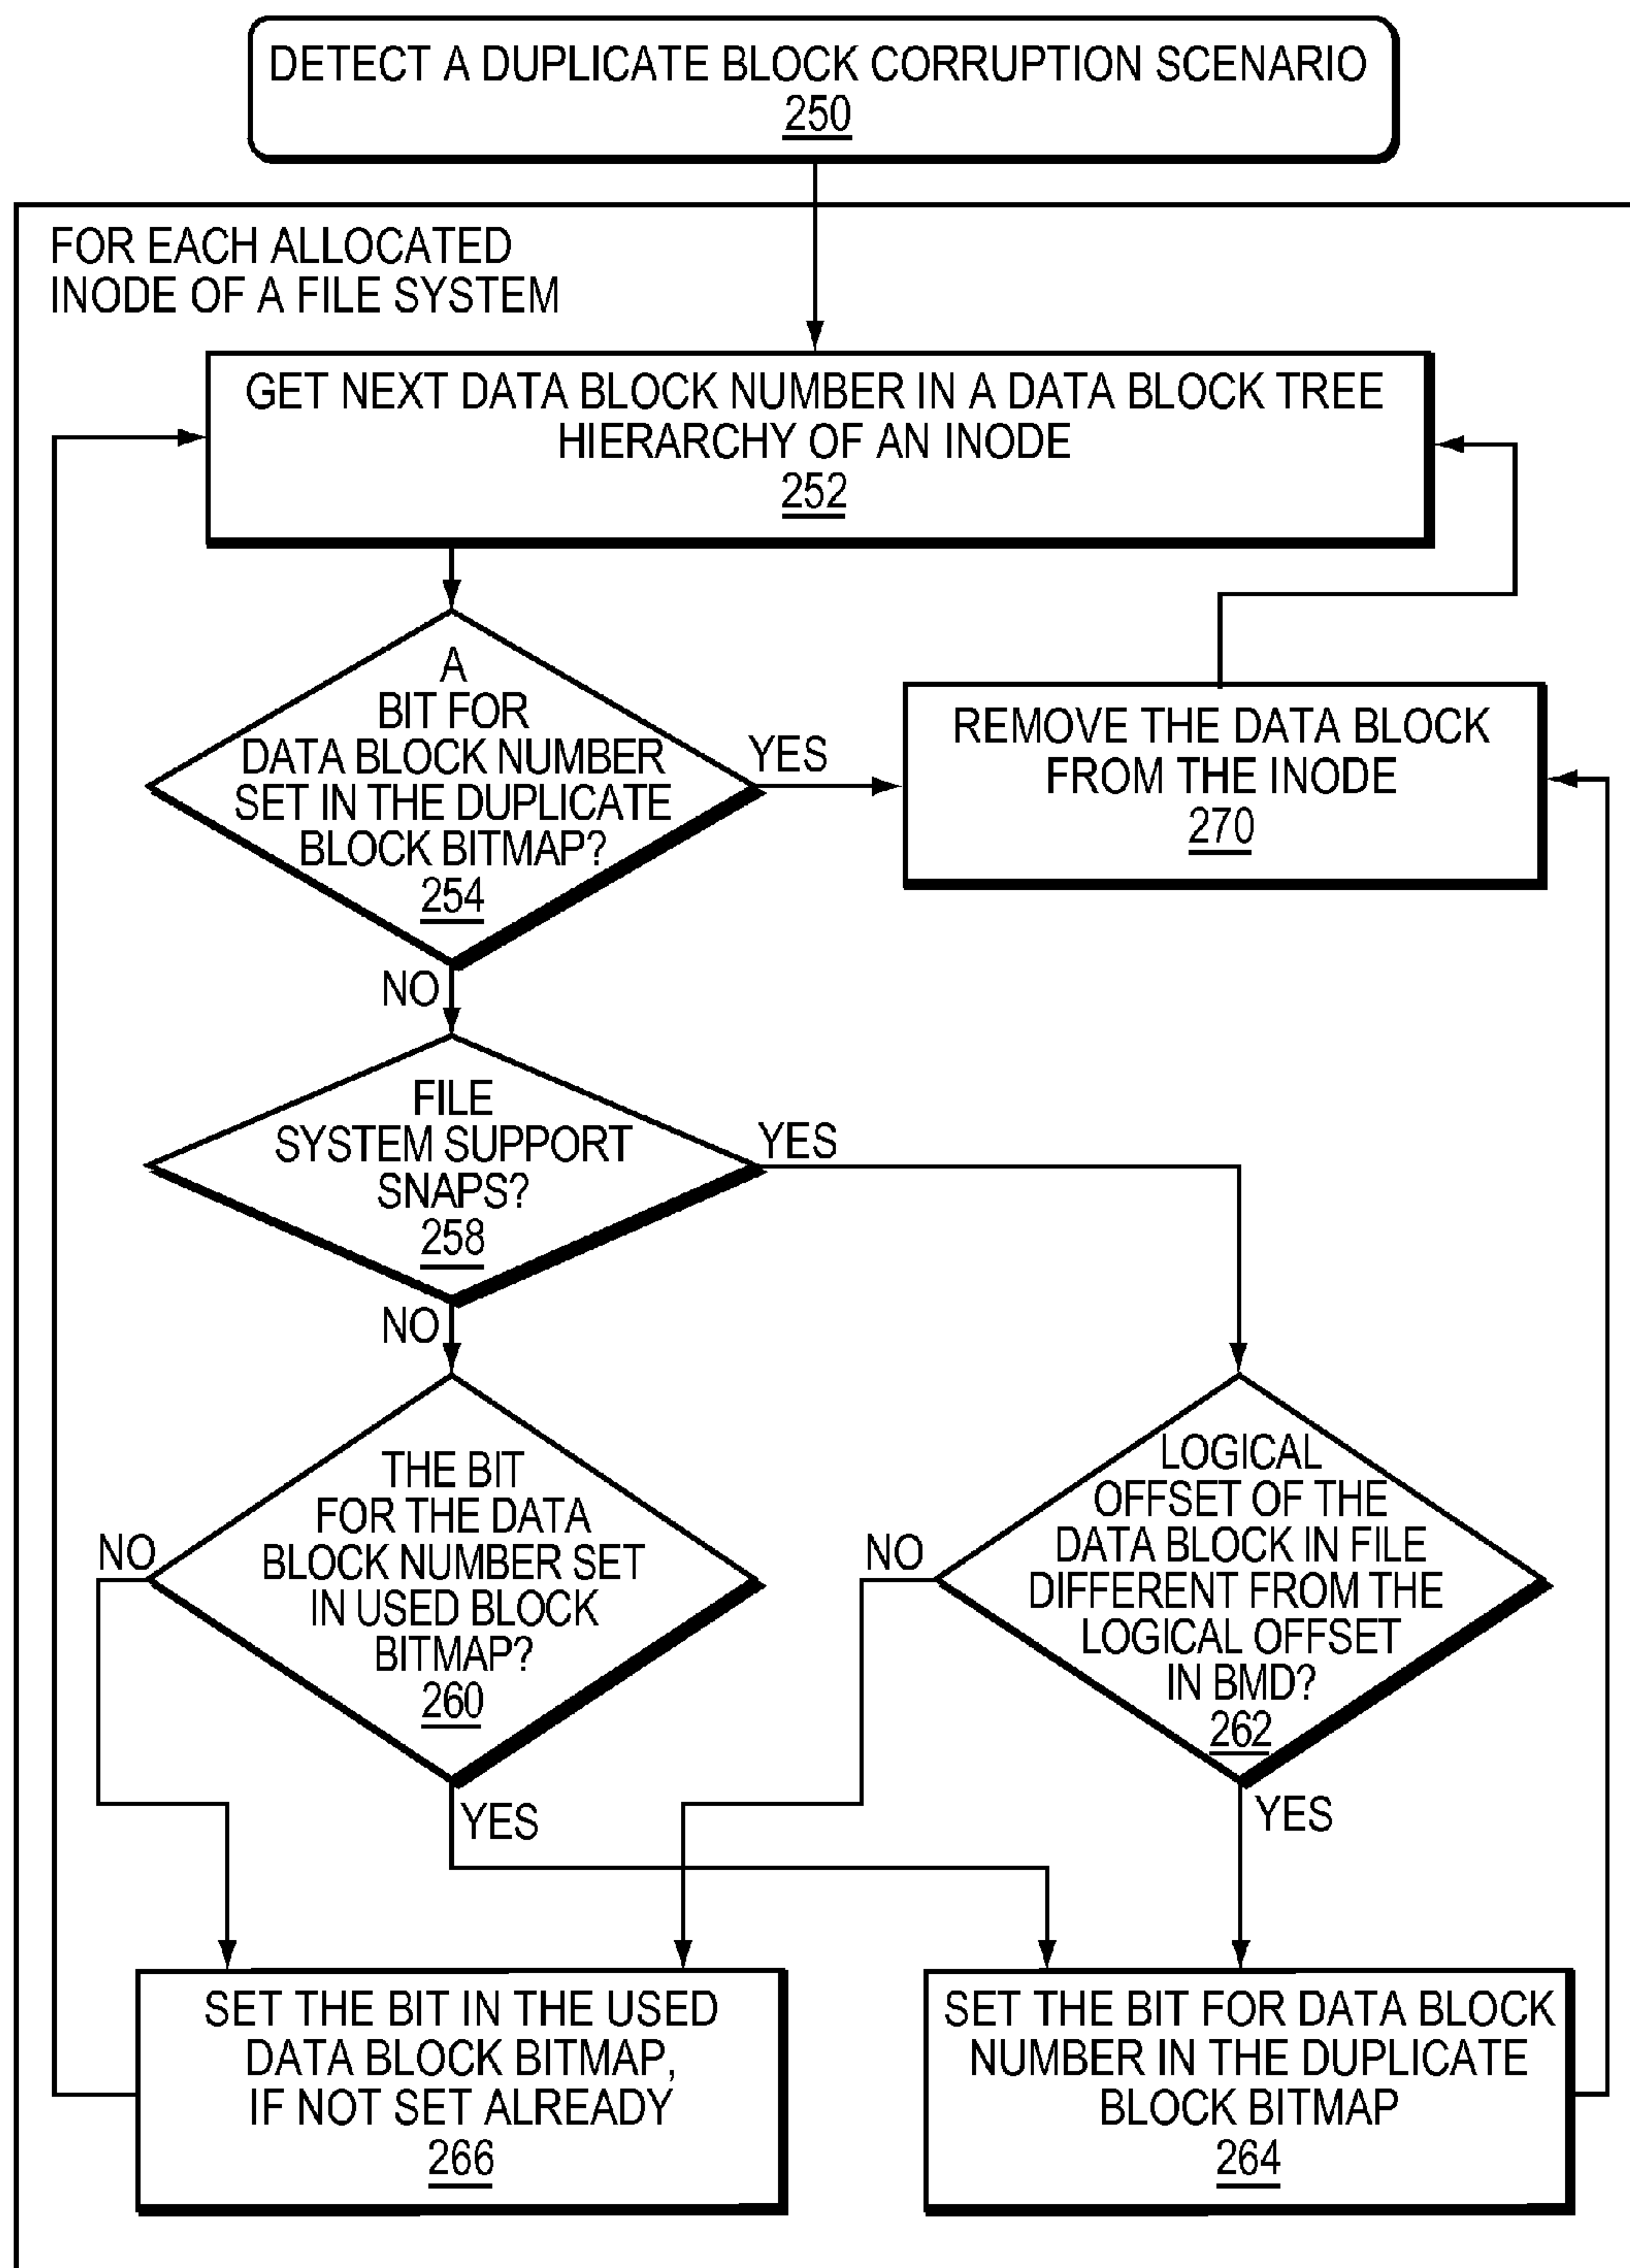 DETECT A DUPLICATE BLOCK CORRUPTION SCENARIO
250
FOR EACH ALLOCATED
INODE OF A FILE SYSTEM
GET NEXT DATA BLOCK NUMBER IN A DATA BLOCK TREE
HIERARCHY OF AN INODE
252
A
BIT FOR
DATA BLOCK NUMBER
SET IN THE DUPLICATE
BLOCK BITMAP?
254
YES
REMOVE THE DATA BLOCK
FROM THE INODE
270
NO
FILE
SYSTEM SUPPORT
SNAPS?
258
YES
NO
THE BIT
FOR THE DATA
BLOCK NUMBER SET
IN USED BLOCK
BITMAP?
260
NO
YES
LOGICAL
OFFSET OF THE
DATA BLOCK IN FILE
DIFFERENT FROM THE
LOGICAL OFFSET
IN BMD?
262
NO
YES
SET THE BIT IN THE USED
DATA BLOCK BITMAP,
IF NOT SET ALREADY
266
SET THE BIT FOR DATA BLOCK
NUMBER IN THE DUPLICATE
BLOCK BITMAP
264